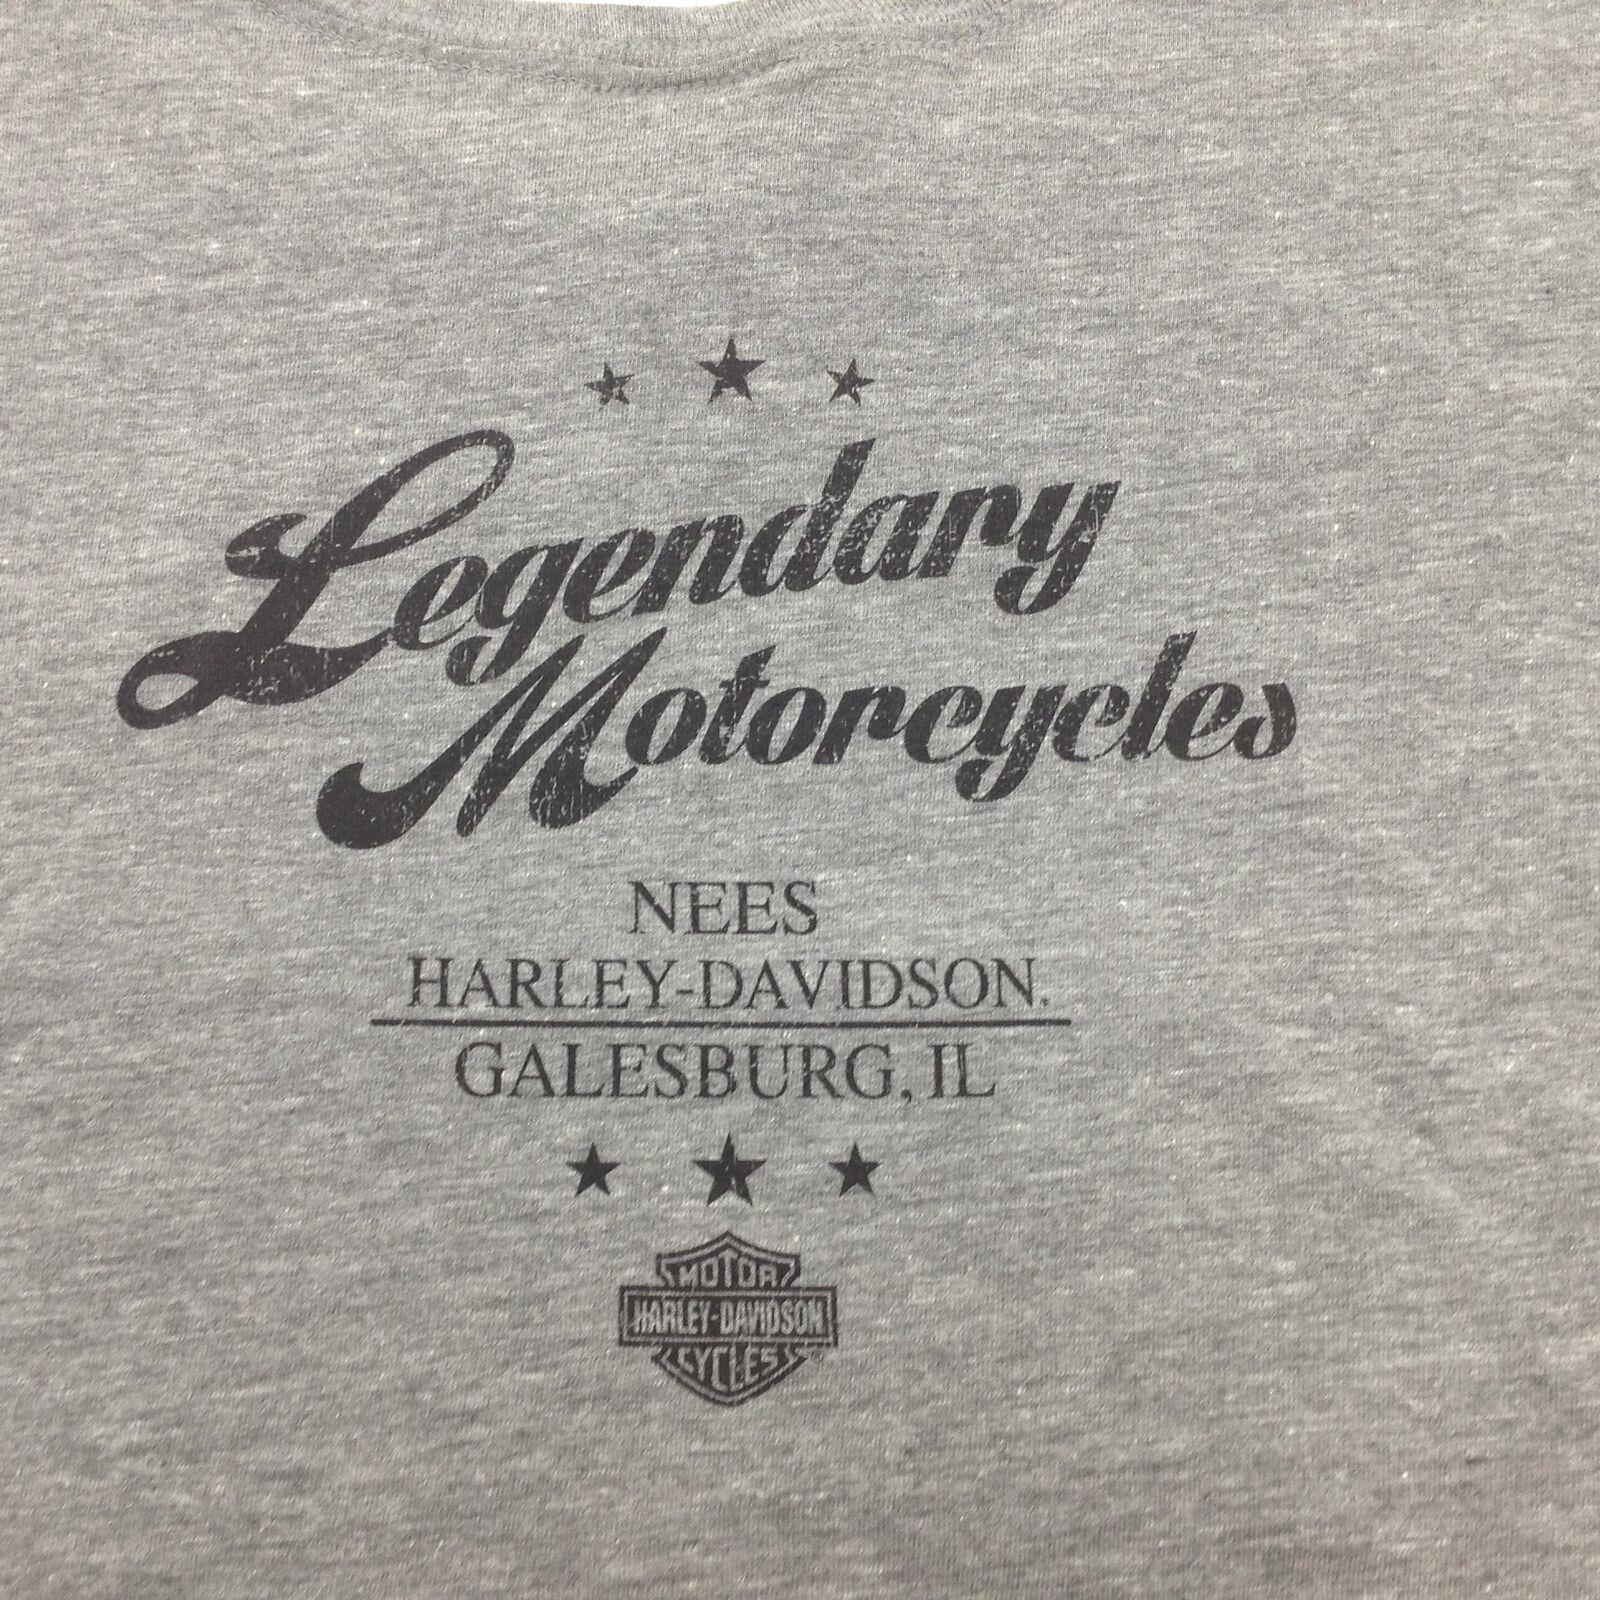 Legendary
Motorcycles
NEES
HARLEY-DAVIDSON.
GALESBURG, IL
MOTOR
HARLEY-DAVIDSON
CYCLES